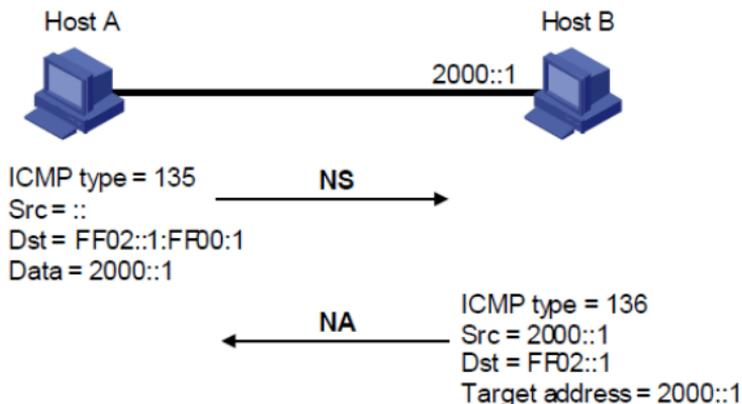 Host A
Host B
2000::1
ICMP type = 135
Src = ::
Dst = FF02::1:FF00:1
Data = 2000::1
NS
NA
ICMP type = 136
Src = 2000::1
Dst = FF02::1
Target address = 2000::1